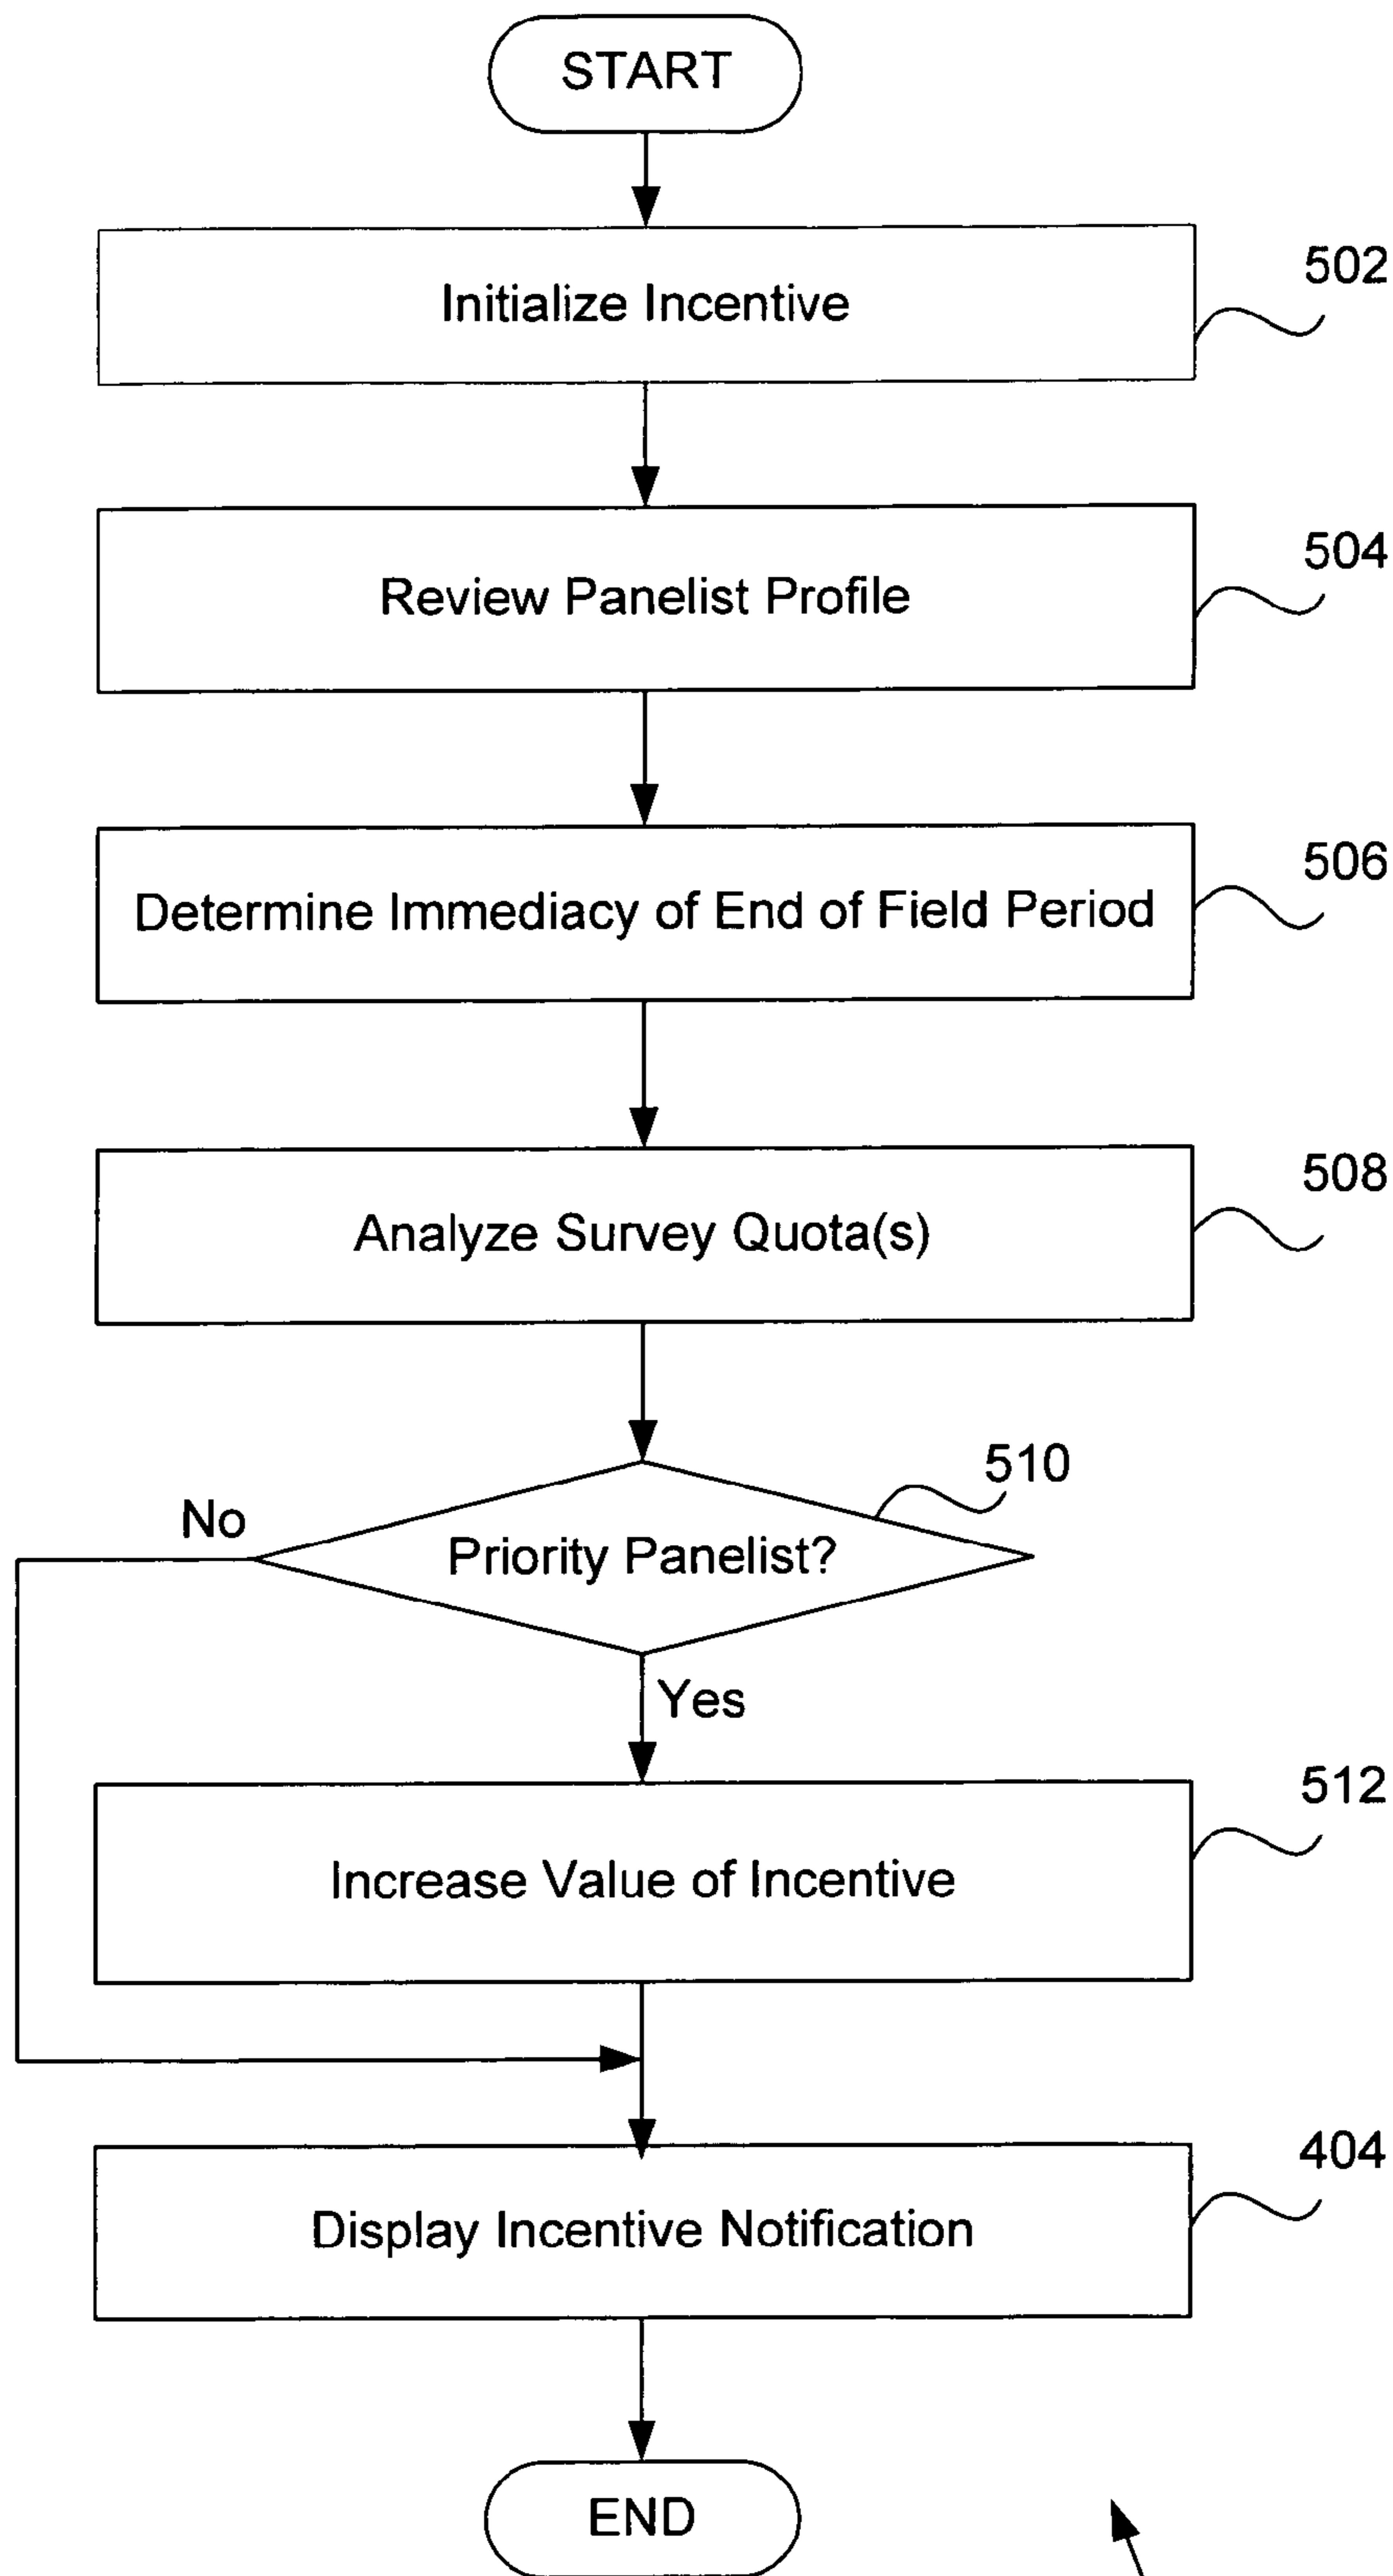 START
Initialize Incentive
502
Review Panelist Profile
504
Determine Immediacy of End of Field Period
506
Analyze Survey Quota(s)
508
Priority Panelist?
510
No
Yes
Increase Value of Incentive
512
Display Incentive Notification
404
END